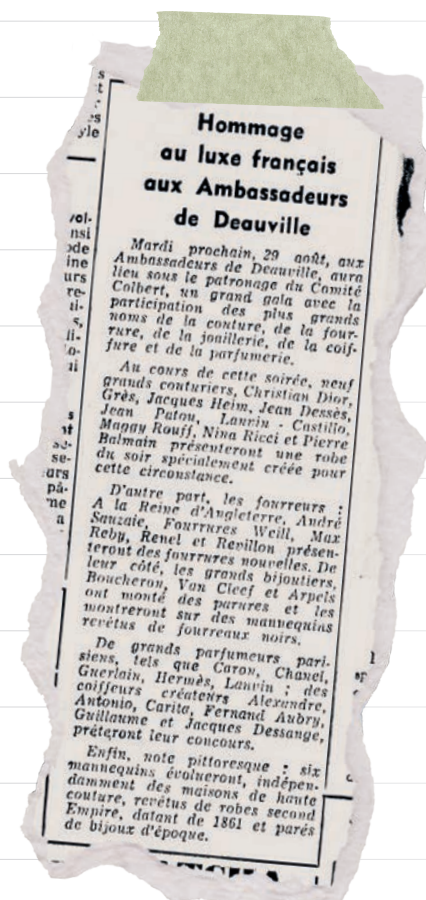 Hommage
au luxe français
aux Ambassadeurs
de Deauville
Mardi prochain, 29 août, aux
Ambassadeurs de Deauville, aura
lieu sous le patronage du Comité
Colbert, un grand gala avec la
participation des plus grands
noms de la couture, de la four-
rure, de la joaillerie, de la coif-
fure et de la parfumerie.
Au cours de cette soirée, neuf
grands couturiers, Christian Dior,
Grès, Jacques Heim, Jean Dessès,
Jean Patou, Lanvin - Castillo,
Maggy Rouff, Nina Ricci et Pierre
Balmain présenteront une robe
du soir spécialement créée pour
cette circonstance.
D'autre part, les fourreurs :
A la Reine d'Angleterre, André
Sauzaie, Fourrures Weill, Max
Reby, Renel et Revillon présen-
teront des fourrures nouvelles. De
leur côté, les grands bijoutiers,
Boucheron, Van Cleef et Arpels
ont monté des parures et les
montreront sur des mannequins
revêtus de fourreaux noirs.
De grands parfumeurs pari-
siens, tels que Caron, Chanel,
Guerlain, Hermès, Lanvin ; des
coiffeurs créateurs Alexandre,
Antonio, Carita, Fernand Aubry,
Guillaume et Jacques Dessange,
prêteront leur concours.
Enfin, note pittoresque : six
mannequins évolueront, indépen-
damment des maisons de haute
couture, revêtus de robes second
Empire, datant de 1861 et parés
de bijoux d'époque.